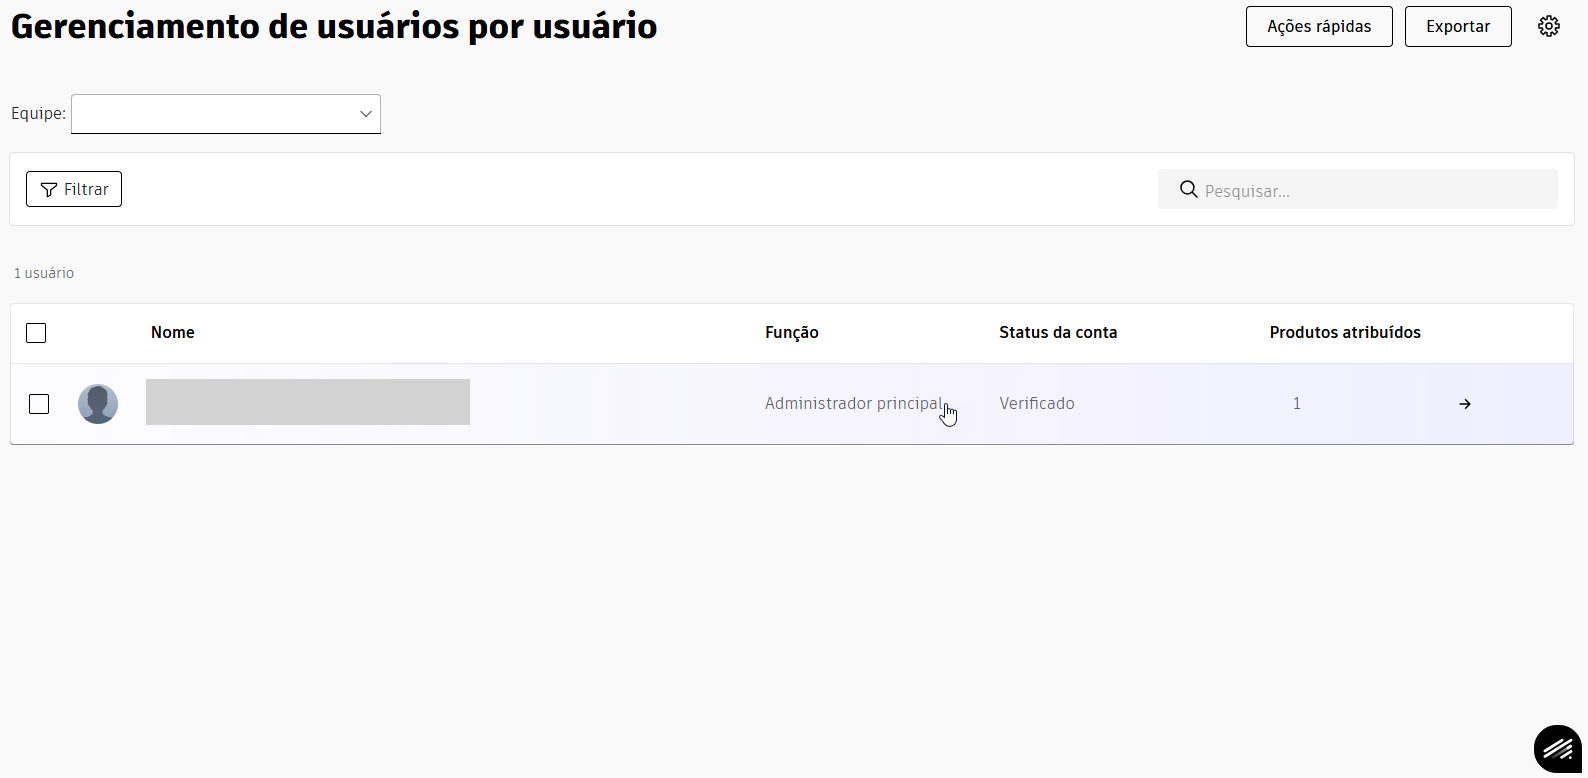 Gerenciamento de usuários por usuário
Ações rápidas
Exportar
Equipe:
Filtrar
Pesquisar...
1 usuário
Nome
Função
Status da conta
Produtos atribuídos
Administrador principal
Verificado
1